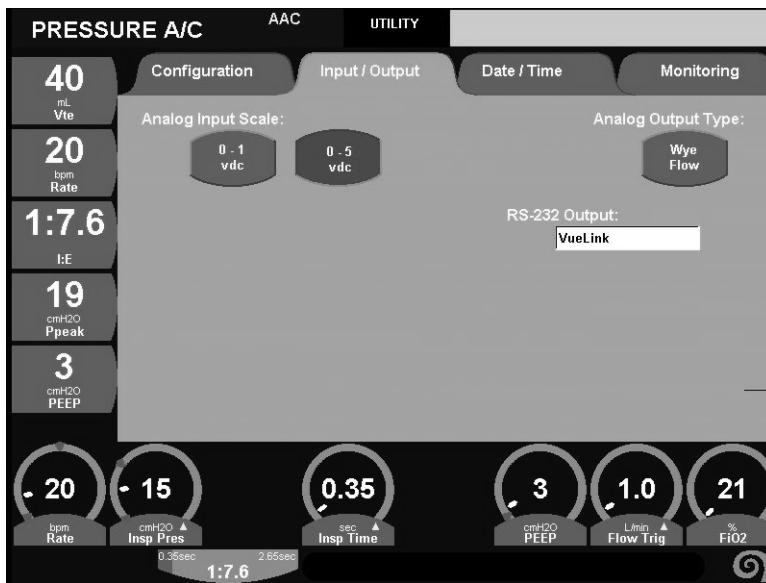 PRESSURE A/C
AAC
UTILITY
Configuration
Input / Output
Date / Time
Monitoring
40
mL
Vte
20
bpm
Rate
1:7.6
I:E
19
cmH2O
Ppeak
3
cmH2O
PEEP
Analog Input Scale:
0 - 1
vdc
0 - 5
vdc
Analog Output Type:
Wye
Flow
RS-232 Output:
VueLink
20
bpm
Rate
15
cmH2O
Insp Pres
0.35
sec
Insp Time
3
cmH2O
PEEP
1.0
L/min
Flow Trig
21
%
FiO2
0.35sec
2.65sec
1:7.6